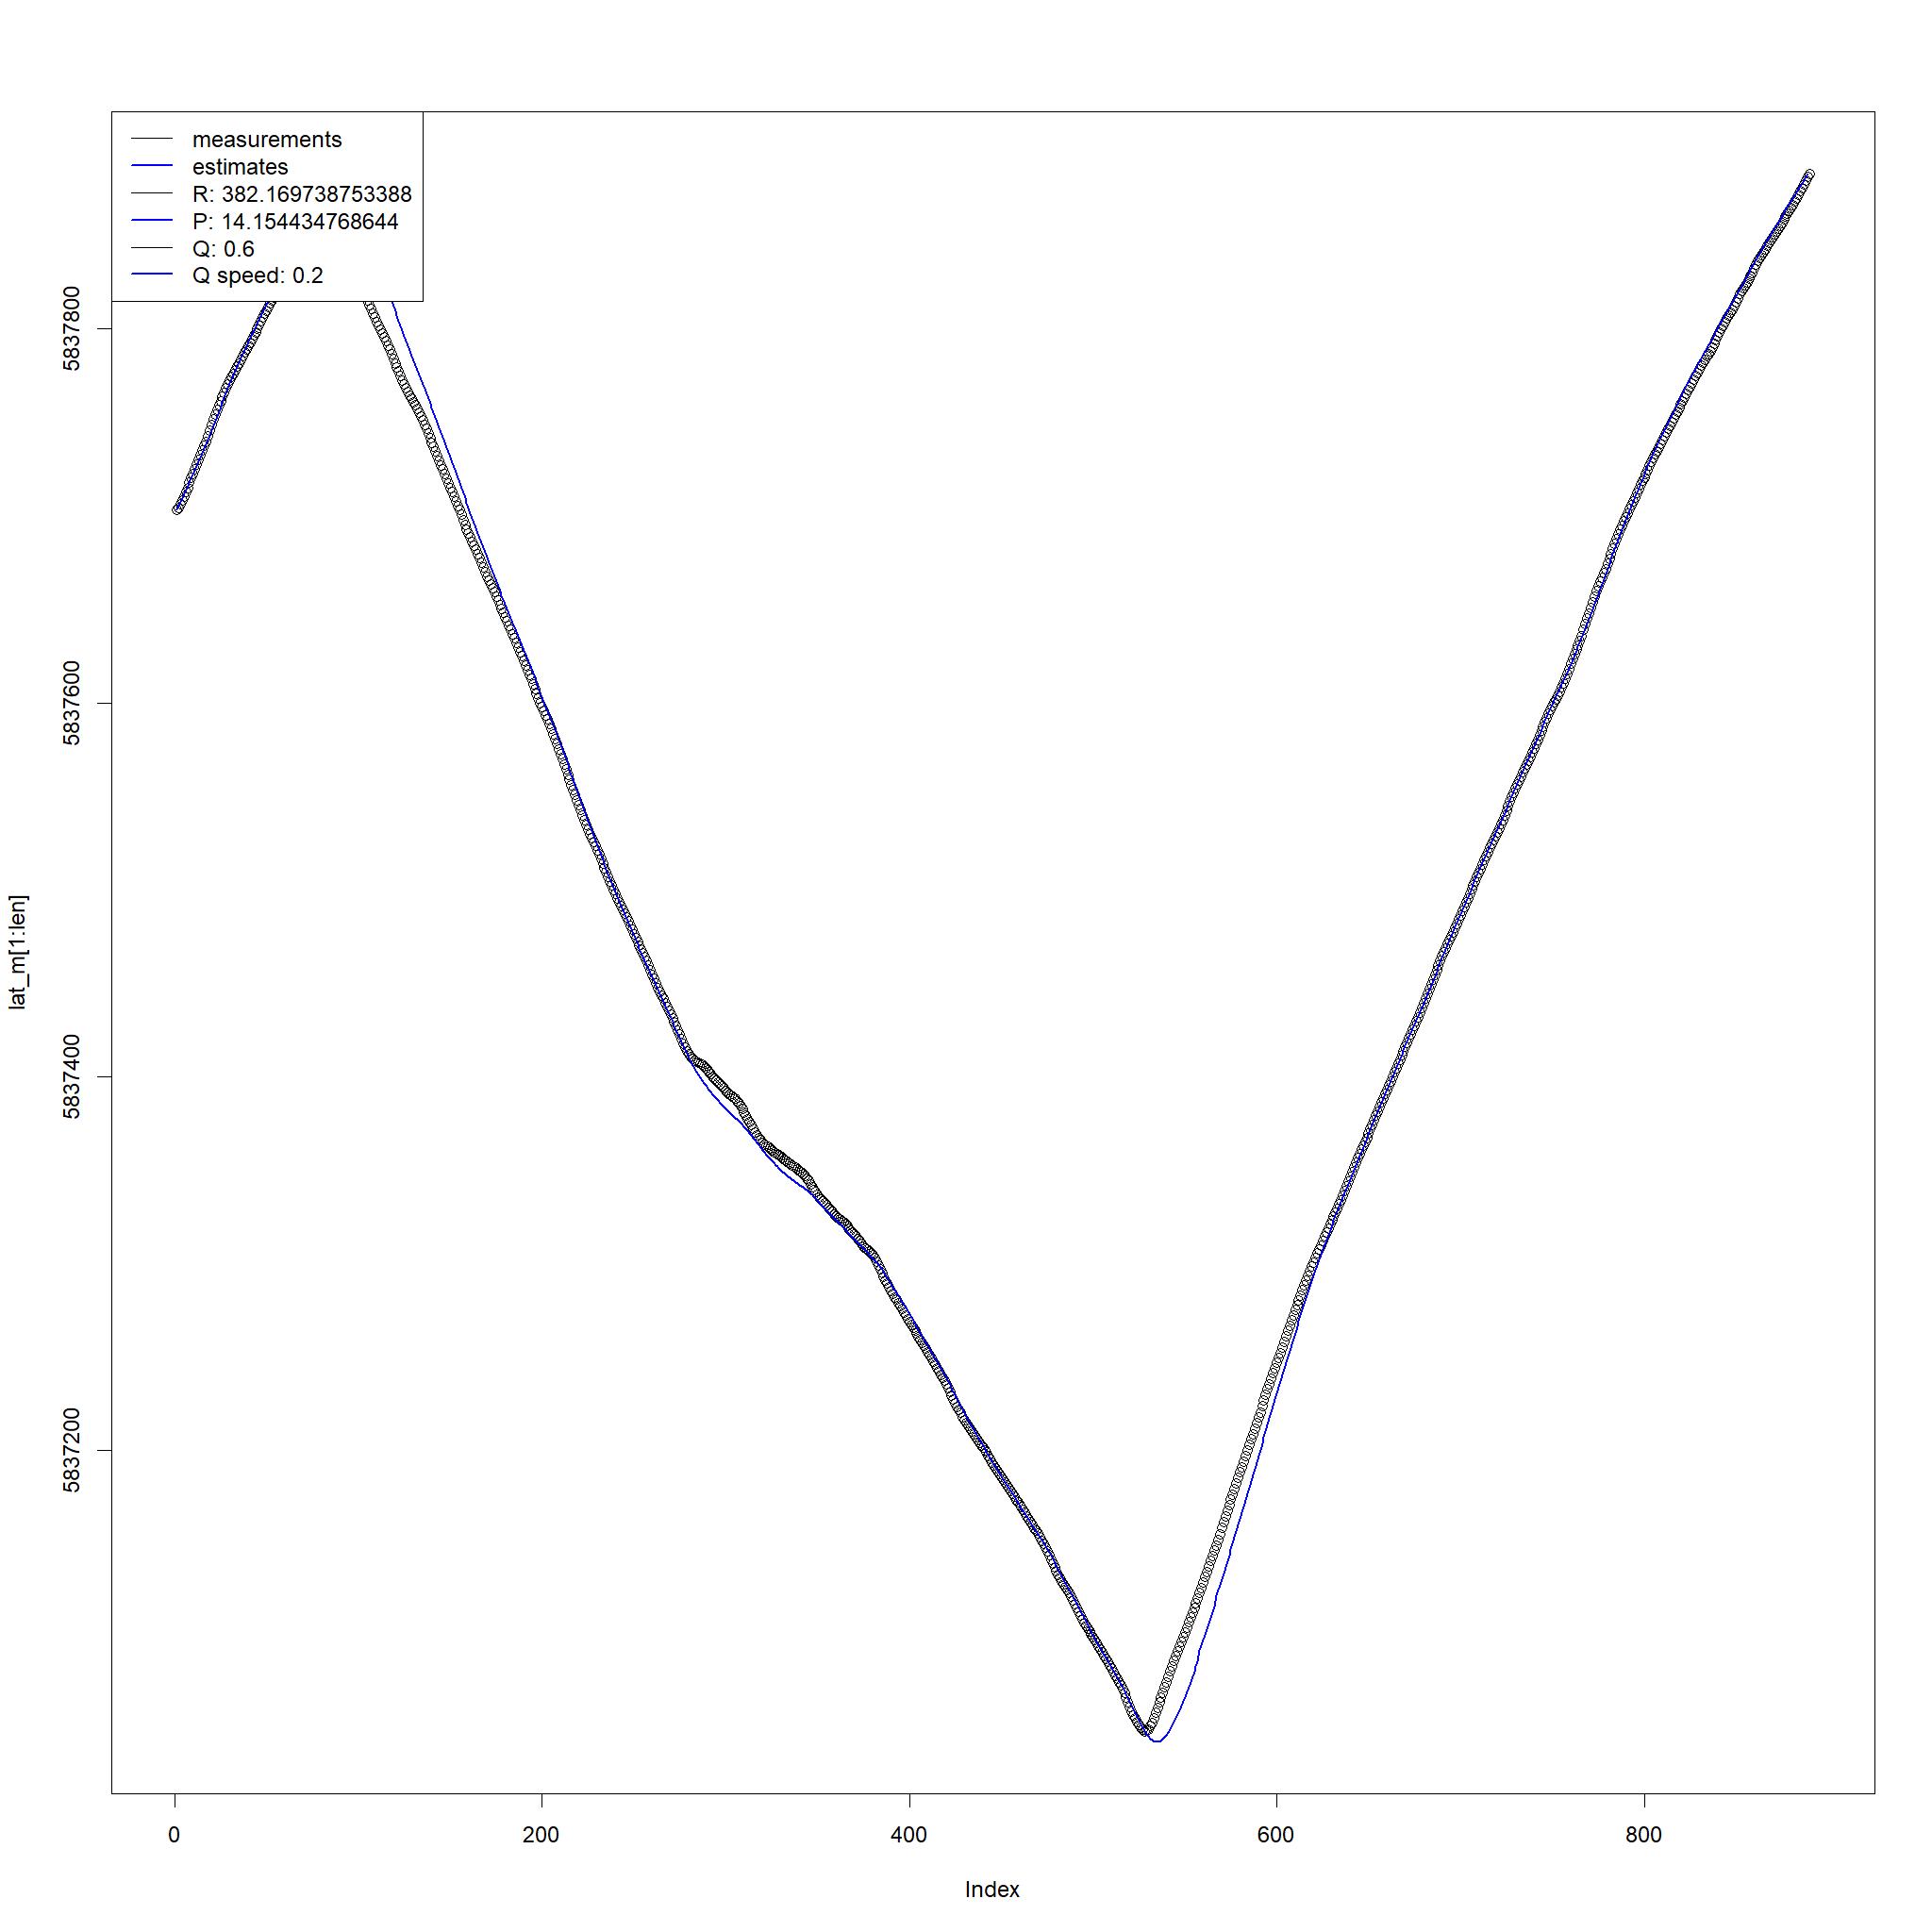 measurements
estimates
R: 382.169738753388
P: 14.154434768644
Q: 0.6
Q speed: 0.2
5837800
5837600
5837400
5837200
lat_m[1:len]
0 200 400 600 800
Index